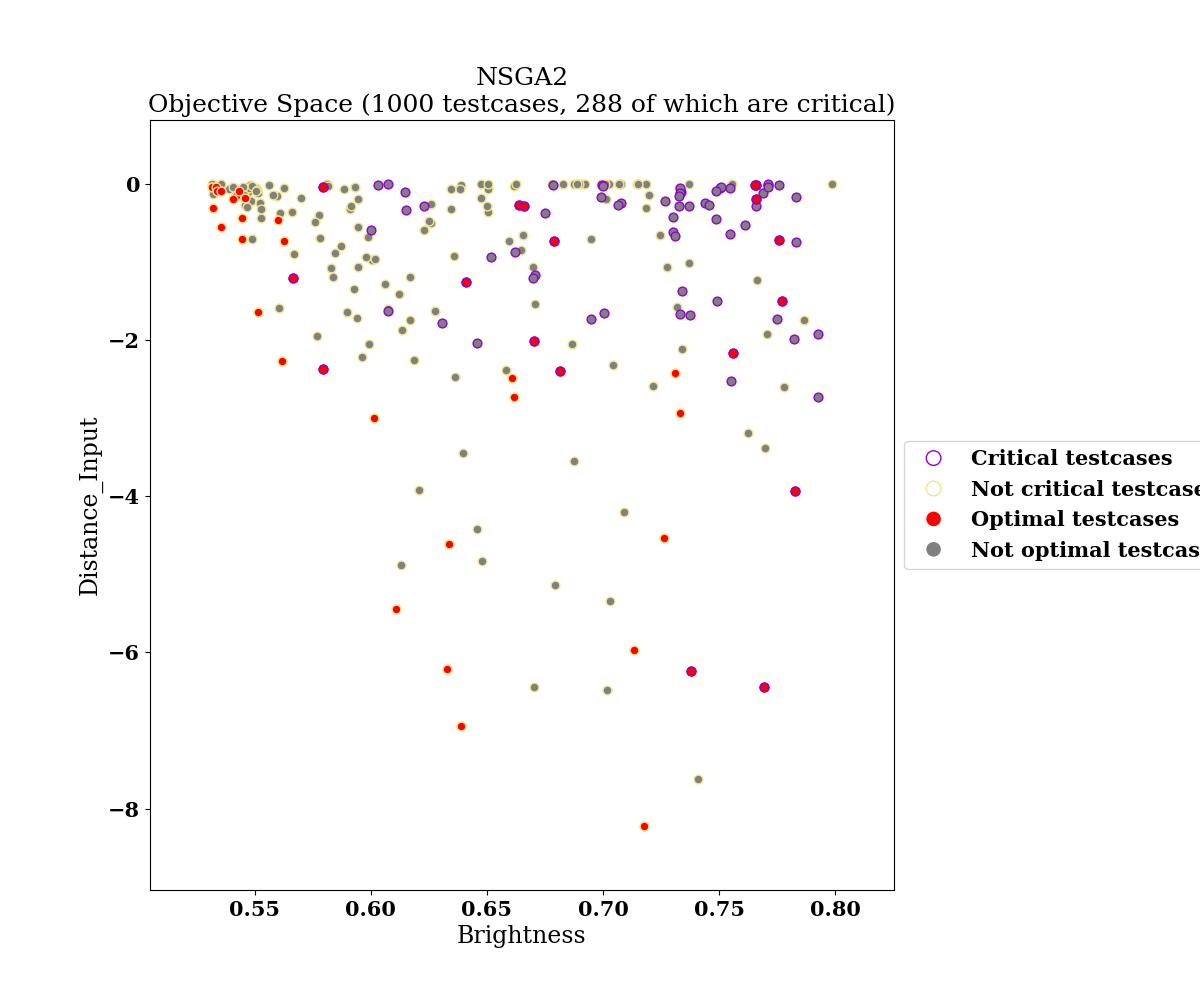 NSGA2
Objective Space (1000 testcases, 288 of which are critical)
0
−2
−4
−6
−8
Distance_Input
0.55 0.60 0.65 0.70 0.75 0.80
Brightness
Critical testcases
Not critical testcase
Optimal testcases
Not optimal testcas